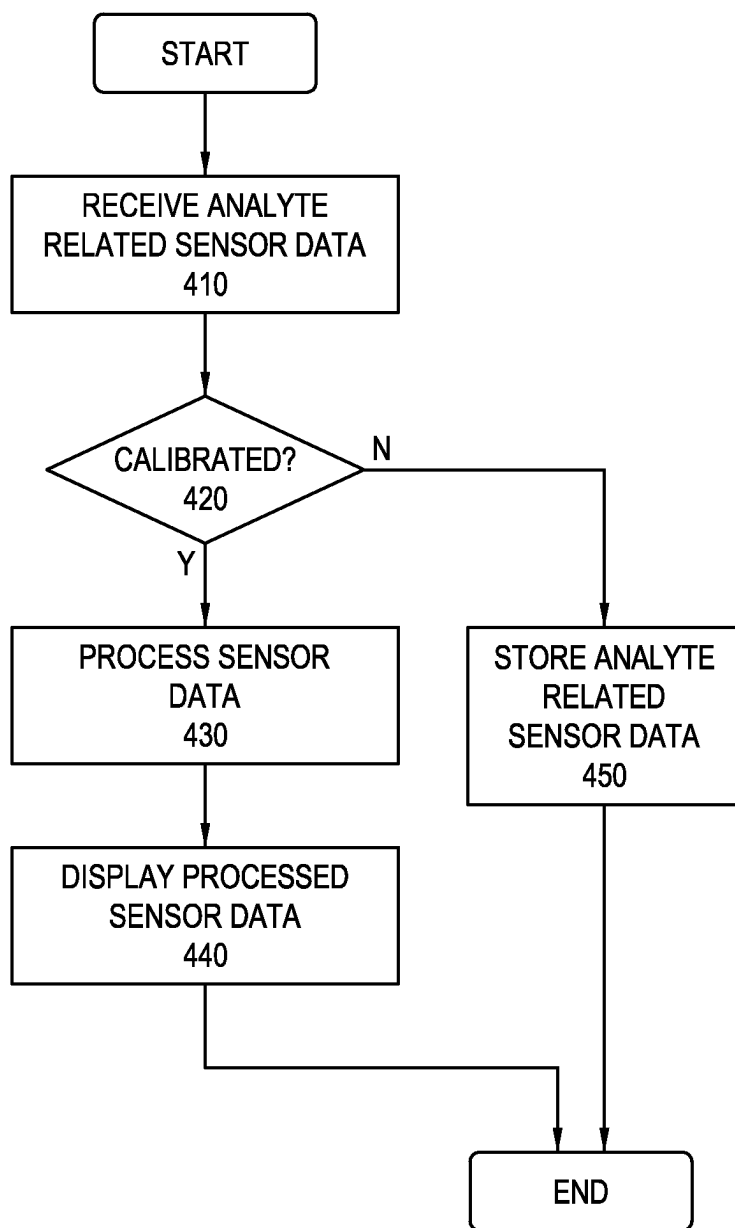 START
RECEIVE ANALYTE
RELATED SENSOR DATA
410
CALIBRATED?
420
N
Y
PROCESS SENSOR
DATA
430
STORE ANALYTE
RELATED
SENSOR DATA
450
DISPLAY PROCESSED
SENSOR DATA
440
END